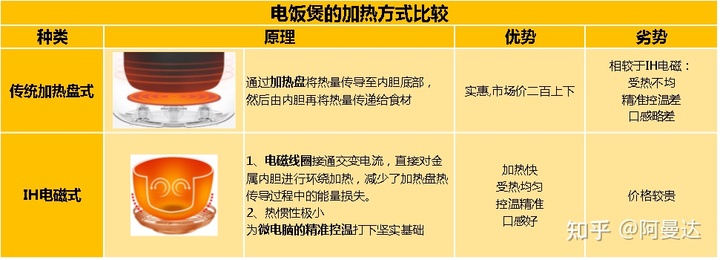 电饭煲的加热方式比较
种类 原理 优势 劣势
传统加热盘式
通过加热盘将热量传导至内胆底部，
然后由内胆再将热量传递给食材
实惠,市场价二百上下
相较于IH电磁：
受热不均
精准控温差
口感略差
IH电磁式
1、电磁线圈接通交变电流，直接对金
属内胆进行环绕加热，减少了加热盘热
传导过程中的能量损失。
2、热惯性极小
为微电脑的精准控温打下坚实基础
加热快
受热均匀
控温精准
口感好
价格较贵
知乎 @阿曼达